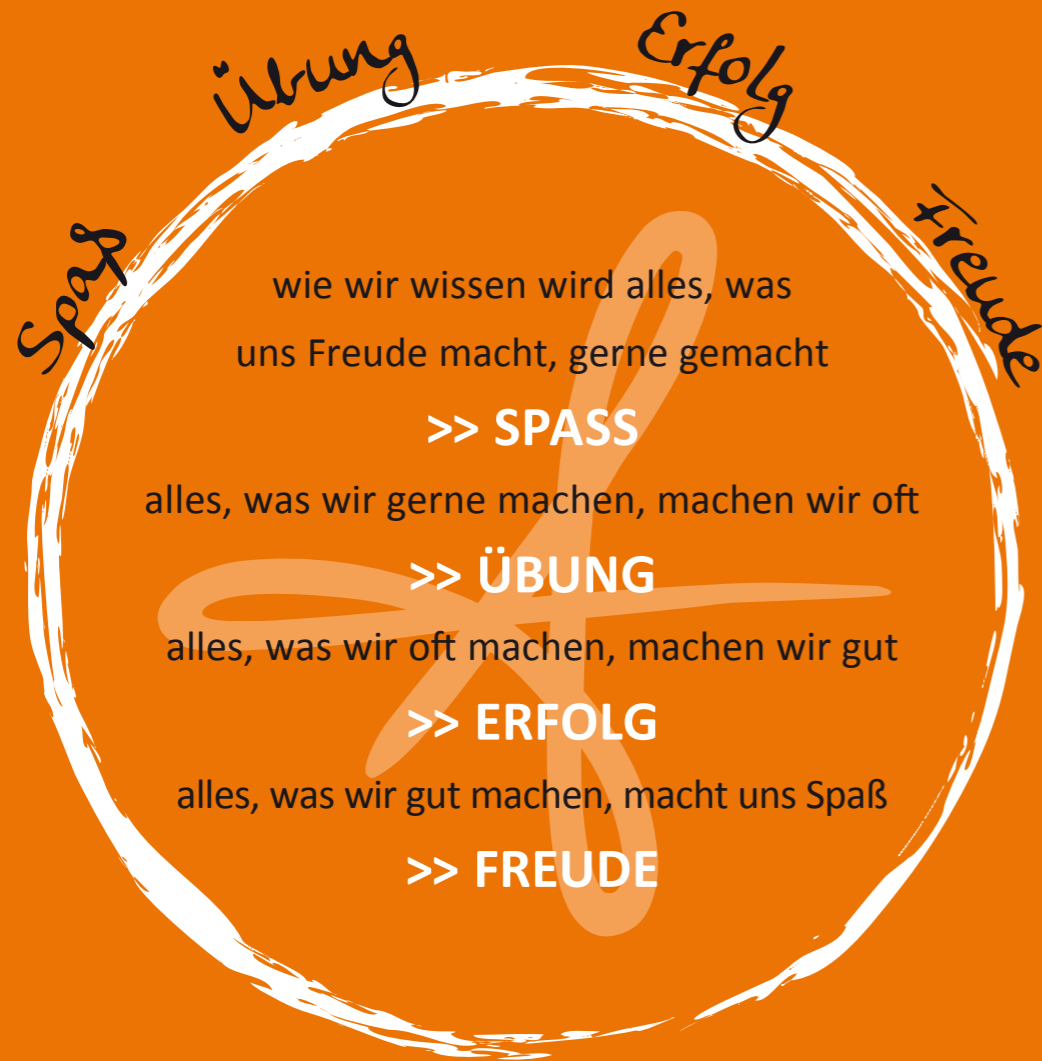 Spaß
Übung
Erfolg
Freude
wie wir wissen wird alles, was
uns Freude macht, gerne gemacht
>> SPASS
alles, was wir gerne machen, machen wir oft
>> ÜBUNG
alles, was wir oft machen, machen wir gut
>> ERFOLG
alles, was wir gut machen, macht uns Spaß
>> FREUDE